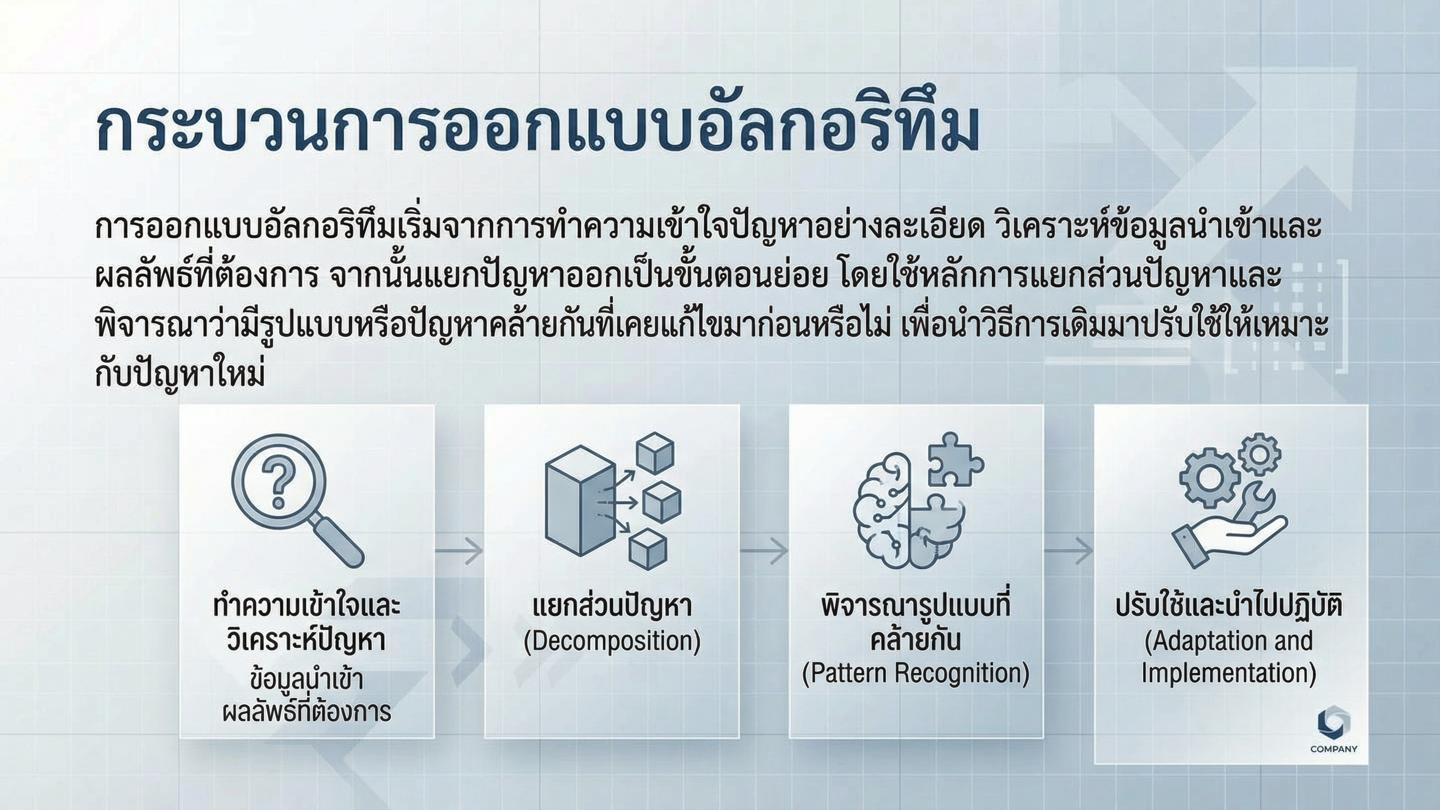 กระบวนการออกแบบอัลกอริทึม
การออกแบบอัลกอริทึมเริ่มจากการทำความเข้าใจปัญหาอย่างละเอียด วิเคราะห์ข้อมูลนำเข้าและ
ผลลัพธ์ที่ต้องการ จากนั้นแยกปัญหาออกเป็นขั้นตอนย่อย โดยใช้หลักการแยกส่วนปัญหาและ
พิจารณาว่ามีรูปแบบหรือปัญหาคล้ายกันที่เคยแก้ไขมาก่อนหรือไม่ เพื่อนำวิธีการเดิมมาปรับใช้ให้เหมาะ
กับปัญหาใหม่
?
ทำความเข้าใจและ
วิเคราะห์ปัญหา
ข้อมูลนำเข้า
ผลลัพธ์ที่ต้องการ
แยกส่วนปัญหา
(Decomposition)
พิจารณารูปแบบที่
คล้ายกัน
(Pattern Recognition)
ปรับใช้และนำไปปฏิบัติ
(Adaptation and
Implementation)
COMPANY